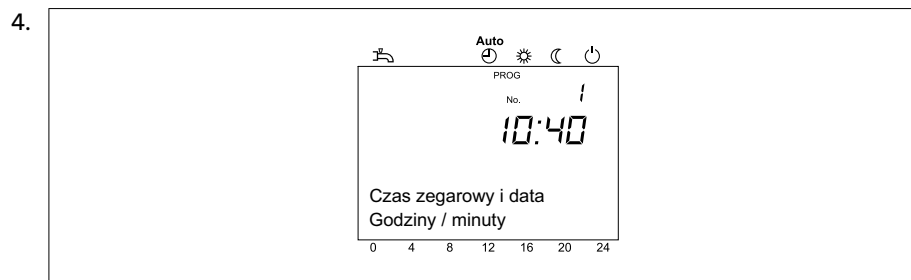 4.
Auto
PROG
No. 1
10:40
Czas zegarowy i data
Godziny / minuty
0 4 8 12 16 20 24